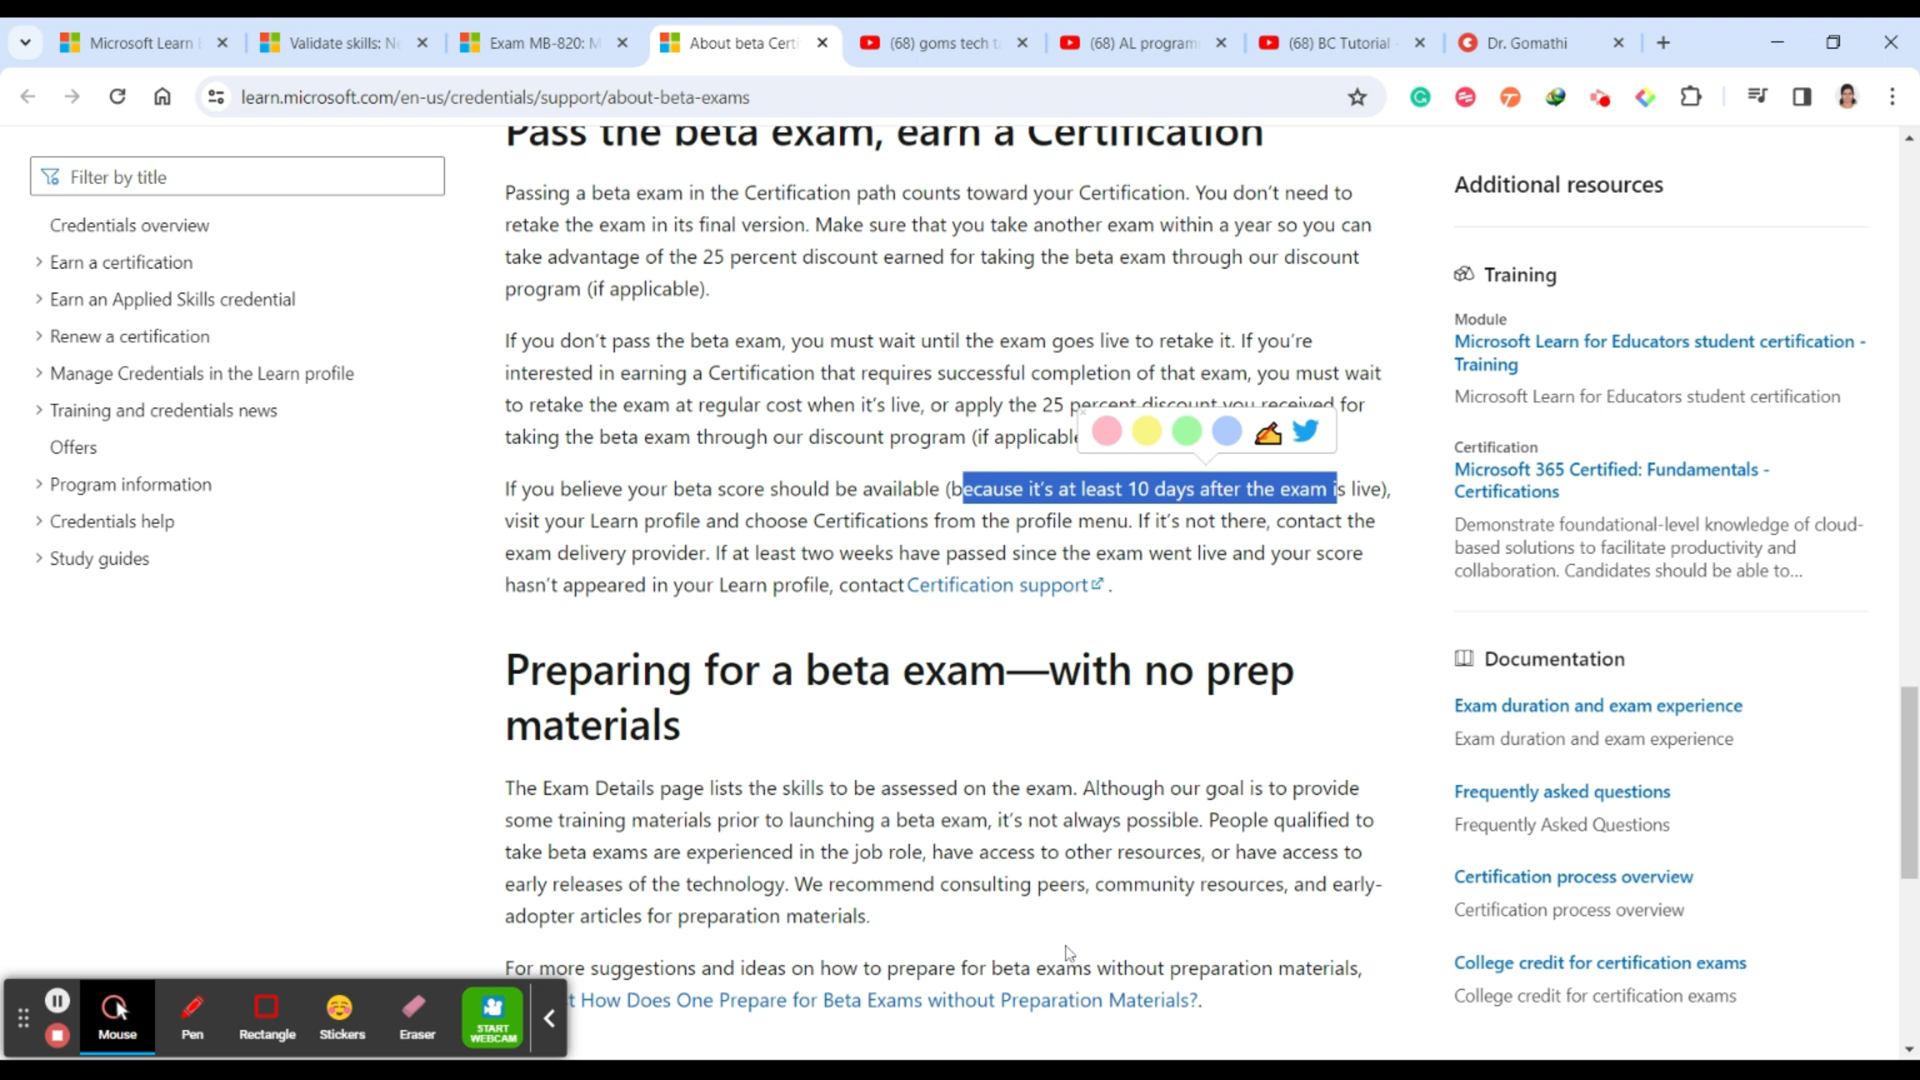 Microsoft Learn
Validate skills: Ne
Exam MB-820: M
About beta Certi
(68) goms tech t
(68) AL program
(68) BC Tutorial
Dr. Gomathi
learn.microsoft.com/en-us/credentials/support/about-beta-exams
Filter by title
Credentials overview
Earn a certification
Earn an Applied Skills credential
Renew a certification
Manage Credentials in the Learn profile
Training and credentials news
Offers
Program information
Credentials help
Study guides
Pass the beta exam, earn a Certification
Passing a beta exam in the Certification path counts toward your Certification. You don't need to
retake the exam in its final version. Make sure that you take another exam within a year so you can
take advantage of the 25 percent discount earned for taking the beta exam through our discount
program (if applicable).
If you don't pass the beta exam, you must wait until the exam goes live to retake it. If you're
interested in earning a Certification that requires successful completion of that exam, you must wait
to retake the exam at regular cost when it's live, or apply the 25 percent discount you received for
taking the beta exam through our discount program (if applicable
If you believe your beta score should be available (because it's at least 10 days after the exam is live),
visit your Learn profile and choose Certifications from the profile menu. If it's not there, contact the
exam delivery provider. If at least two weeks have passed since the exam went live and your score
hasn't appeared in your Learn profile, contact Certification support.
Preparing for a beta exam—with no prep
materials
The Exam Details page lists the skills to be assessed on the exam. Although our goal is to provide
some training materials prior to launching a beta exam, it's not always possible. People qualified to
take beta exams are experienced in the job role, have access to other resources, or have access to
early releases of the technology. We recommend consulting peers, community resources, and early-
adopter articles for preparation materials.
For more suggestions and ideas on how to prepare for beta exams without preparation materials,
t How Does One Prepare for Beta Exams without Preparation Materials?.
Additional resources
Training
Module
Microsoft Learn for Educators student certification -
Training
Microsoft Learn for Educators student certification
Certification
Microsoft 365 Certified: Fundamentals -
Certifications
Demonstrate foundational-level knowledge of cloud-
based solutions to facilitate productivity and
collaboration. Candidates should be able to...
Documentation
Exam duration and exam experience
Exam duration and exam experience
Frequently asked questions
Frequently Asked Questions
Certification process overview
Certification process overview
College credit for certification exams
College credit for certification exams
Mouse
Pen
Rectangle
Stickers
Eraser
START
WEBCAM